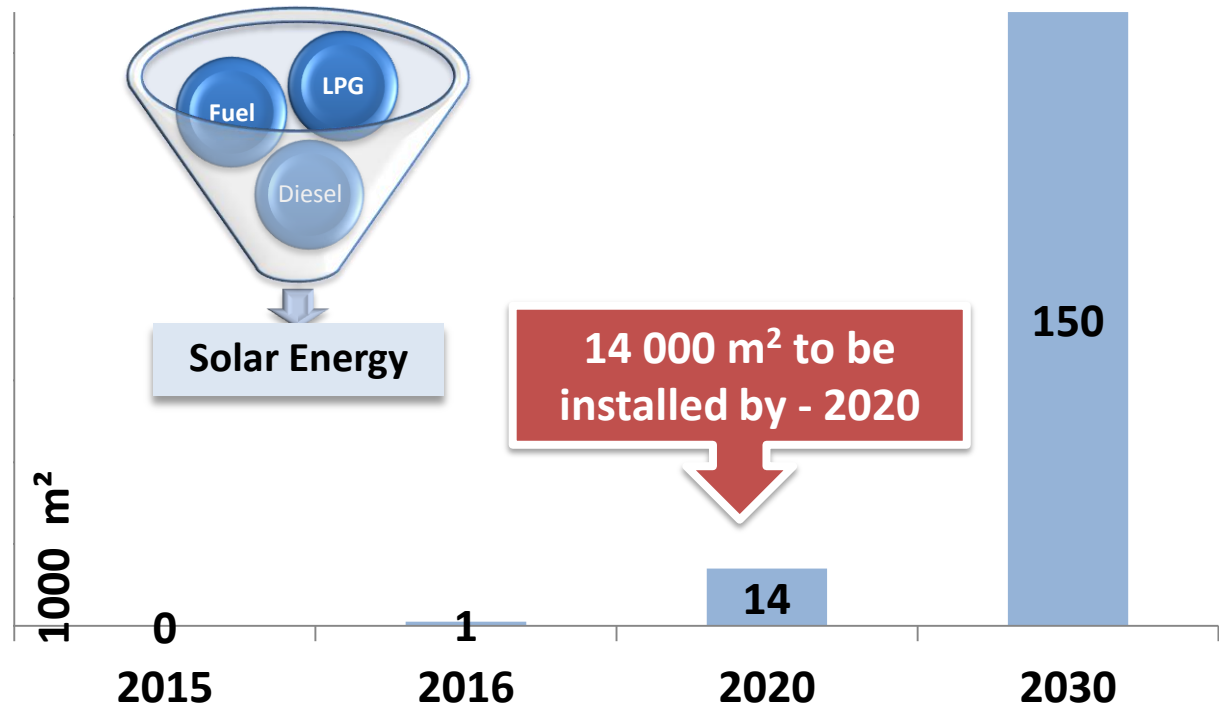 LPG
Fuel
Diesel
Solar Energy
14 000 m² to be
installed by - 2020
1000 m²
0
1
14
150
2015
2016
2020
2030